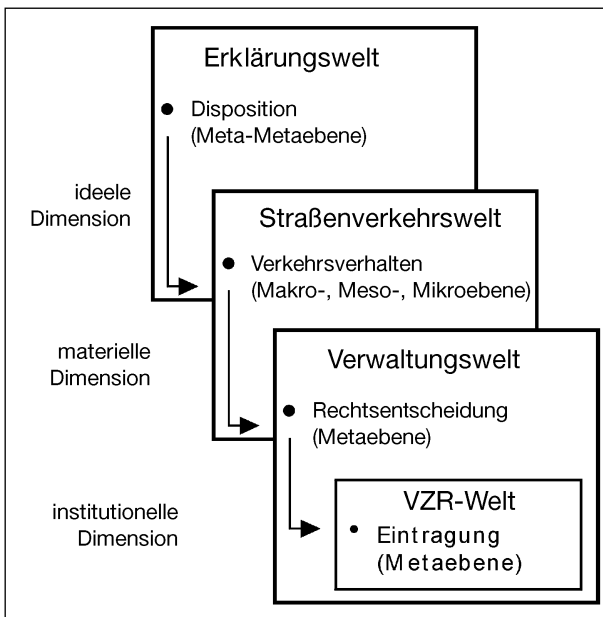 Erklärungswelt
Disposition
(Meta-Metaebene)
ideele
Dimension
Straßenverkehrswelt
Verkehrsverhalten
(Makro-, Meso-, Mikroebene)
materielle
Dimension
Verwaltungswelt
Rechtsentscheidung
(Metaebene)
institutionelle
Dimension
VZR-Welt
Eintragung
(Metaebene)